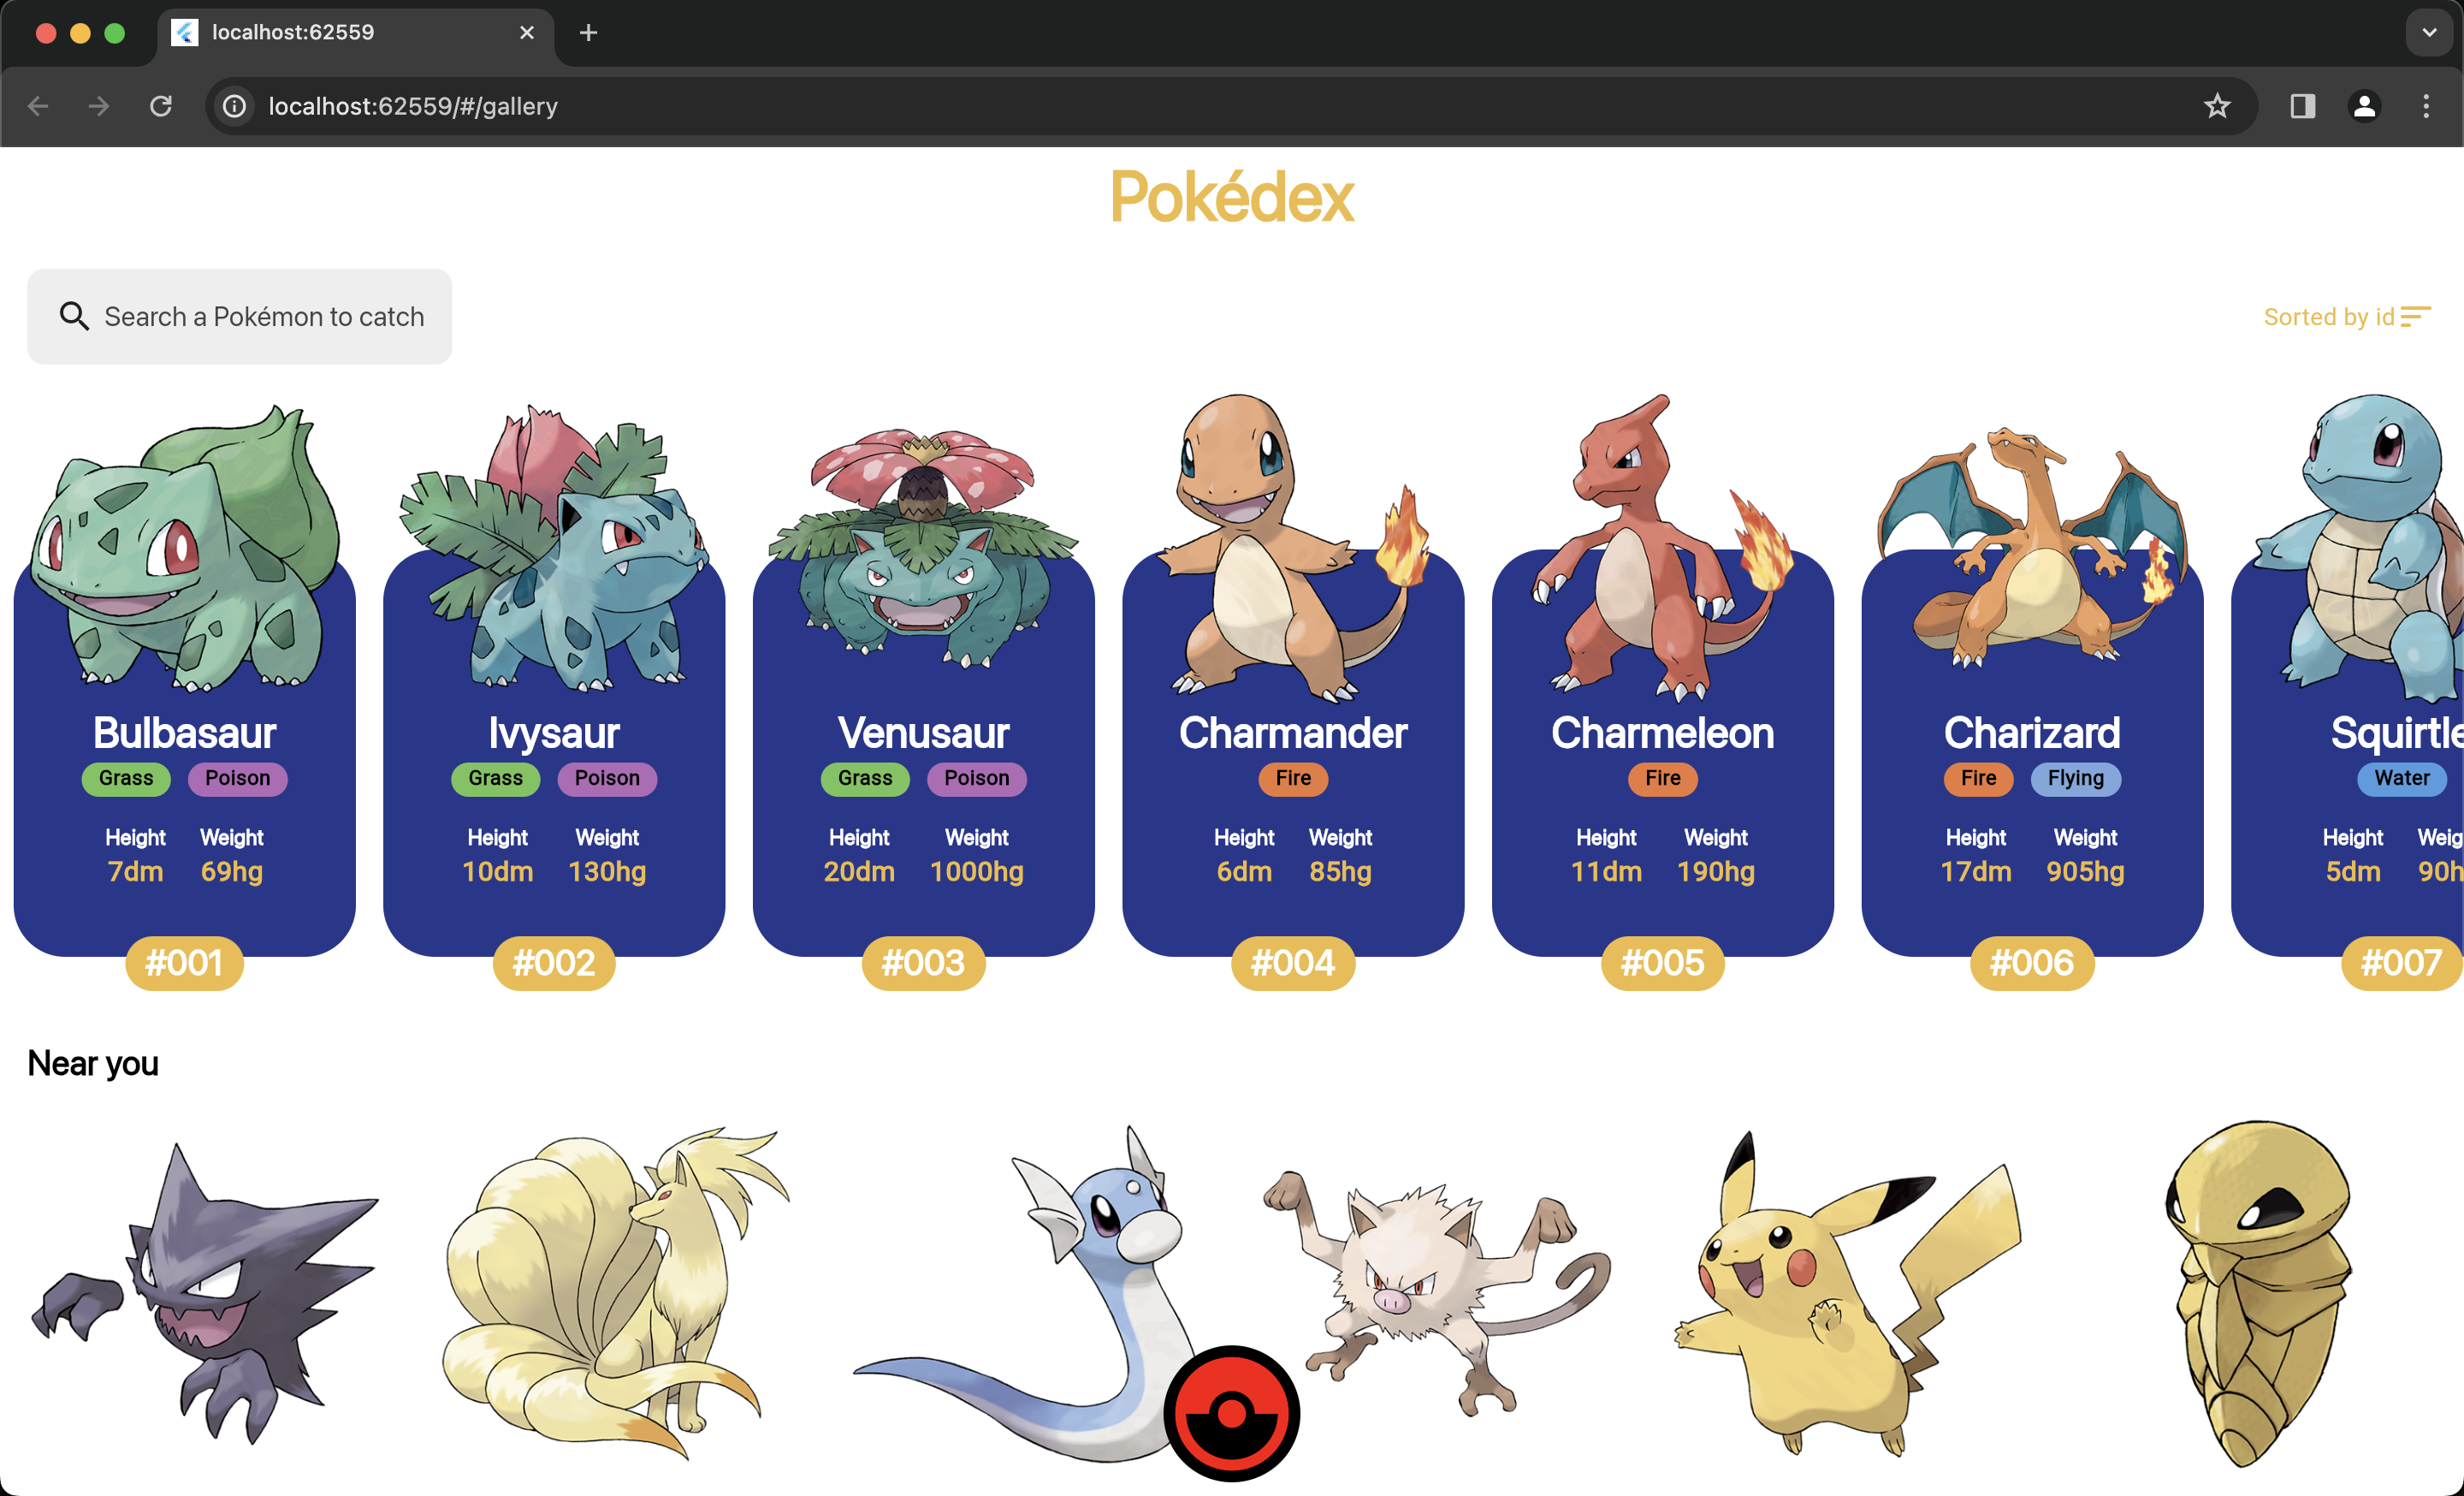 localhost:62559
localhost:62559/#/gallery
Pokédex
Search a Pokémon to catch
Sorted by id
Bulbasaur
Grass Poison
Height Weight
7dm 69hg
#001
Ivysaur
Grass Poison
Height Weight
10dm 130hg
#002
Venusaur
Grass Poison
Height Weight
20dm 1000hg
#003
Charmander
Fire
Height Weight
6dm 85hg
#004
Charmeleon
Fire
Height Weight
11dm 190hg
#005
Charizard
Fire Flying
Height Weight
17dm 905hg
#006
Squirtle
Water
Height Weig
5dm 90h
#007
Near you